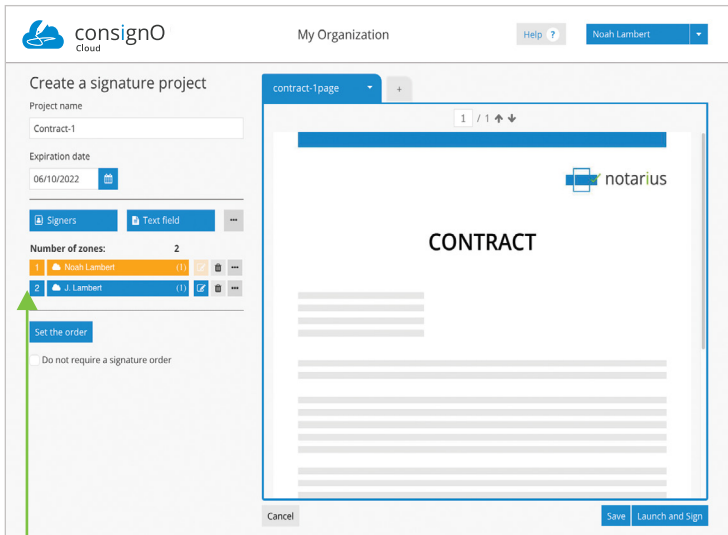 consignO
Cloud
My Organization
Help ?
Noah Lambert
Create a signature project
Project name
Contract-1
Expiration date
06/10/2022
Signers
Text field
Number of zones: 2
1 Noah Lambert (1)
2 J. Lambert (1)
Set the order
Do not require a signature order
contract-1page
+
1 / 1
notarius
CONTRACT
Cancel
Save
Launch and Sign